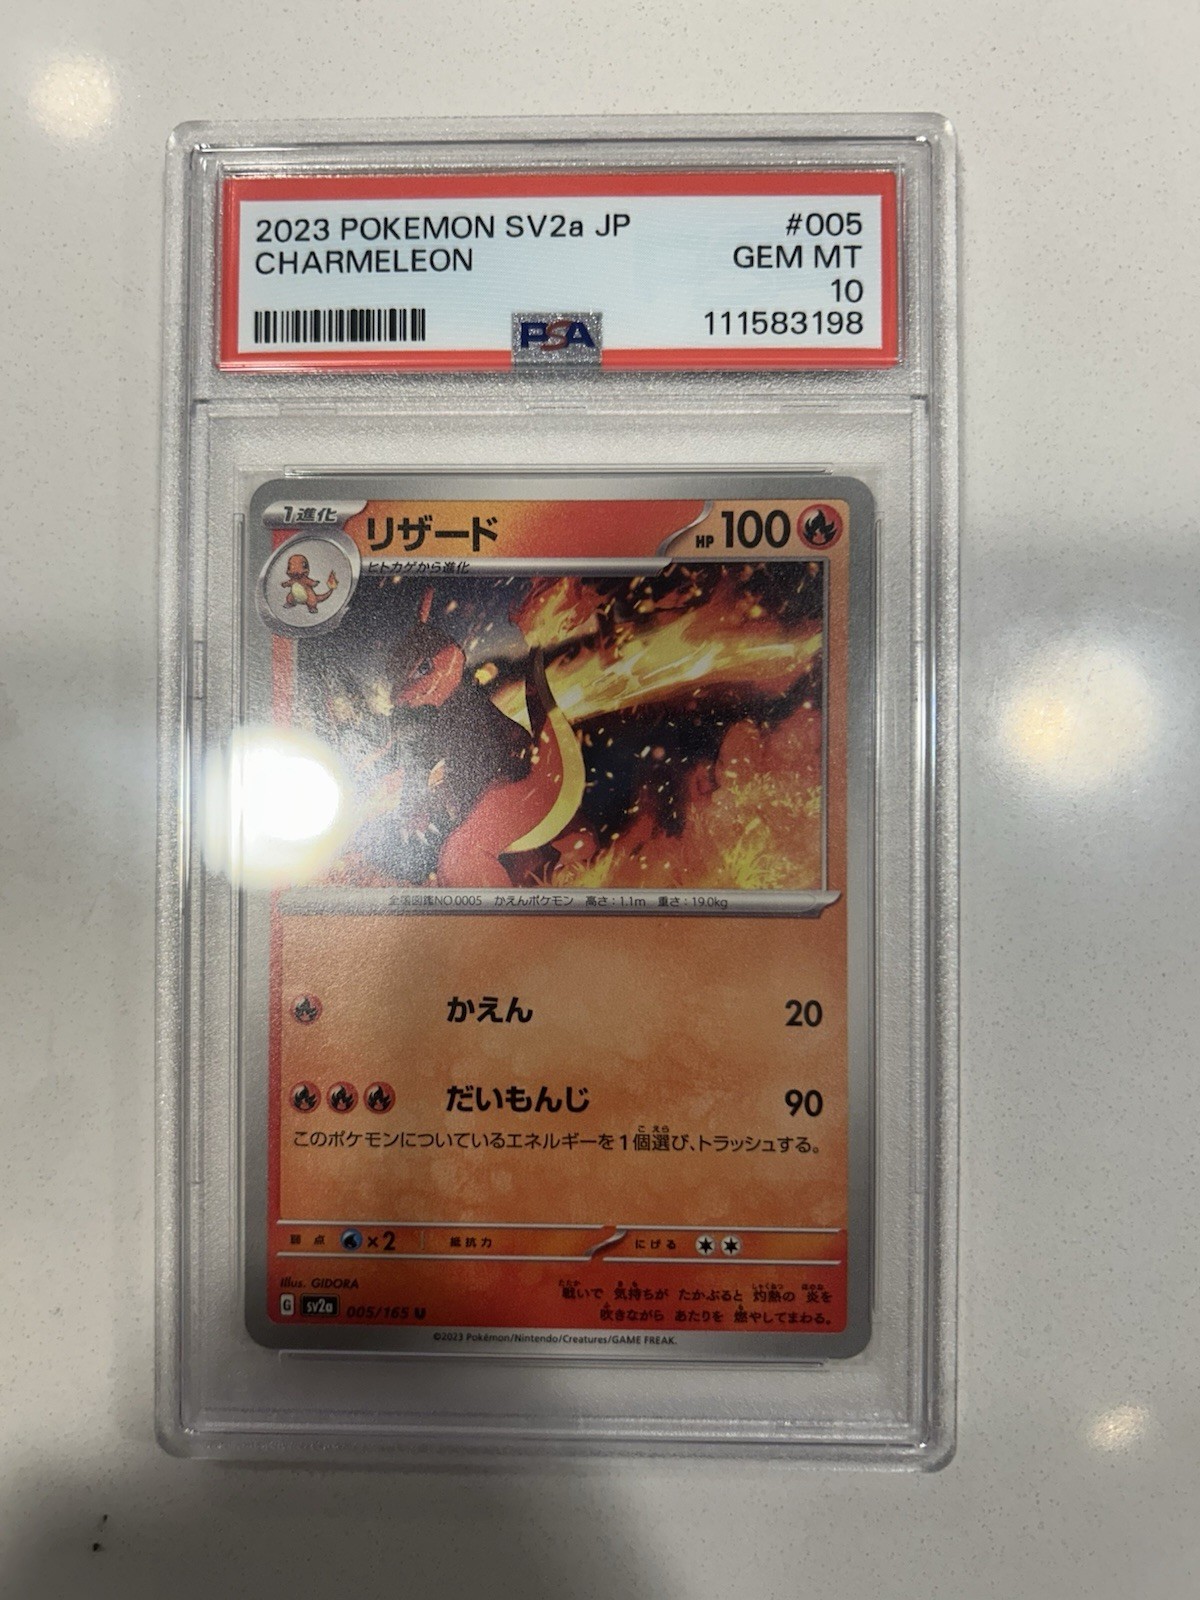 2023 POKEMON SV2a JP #005
CHARMELEON GEM MT
10
PSA 111583198
1進化 リザード HP 100
ヒトカゲから進化
全国図鑑NO.0005 かえんポケモン 高さ:1.1m 重さ:19.0kg
かえん 20
だいもんじ 90
このポケモンについているエネルギーを1個選び、トラッシュする。
弱点 ×2 抵抗力 にげる
illus. GIDORA
戦いで 気持ちが たかぶると 灼熱の 炎を
G sv2a 005/165 U 吹きながら あたりを 燃やしてまわる。
©2023 Pokémon/Nintendo/Creatures/GAME FREAK.